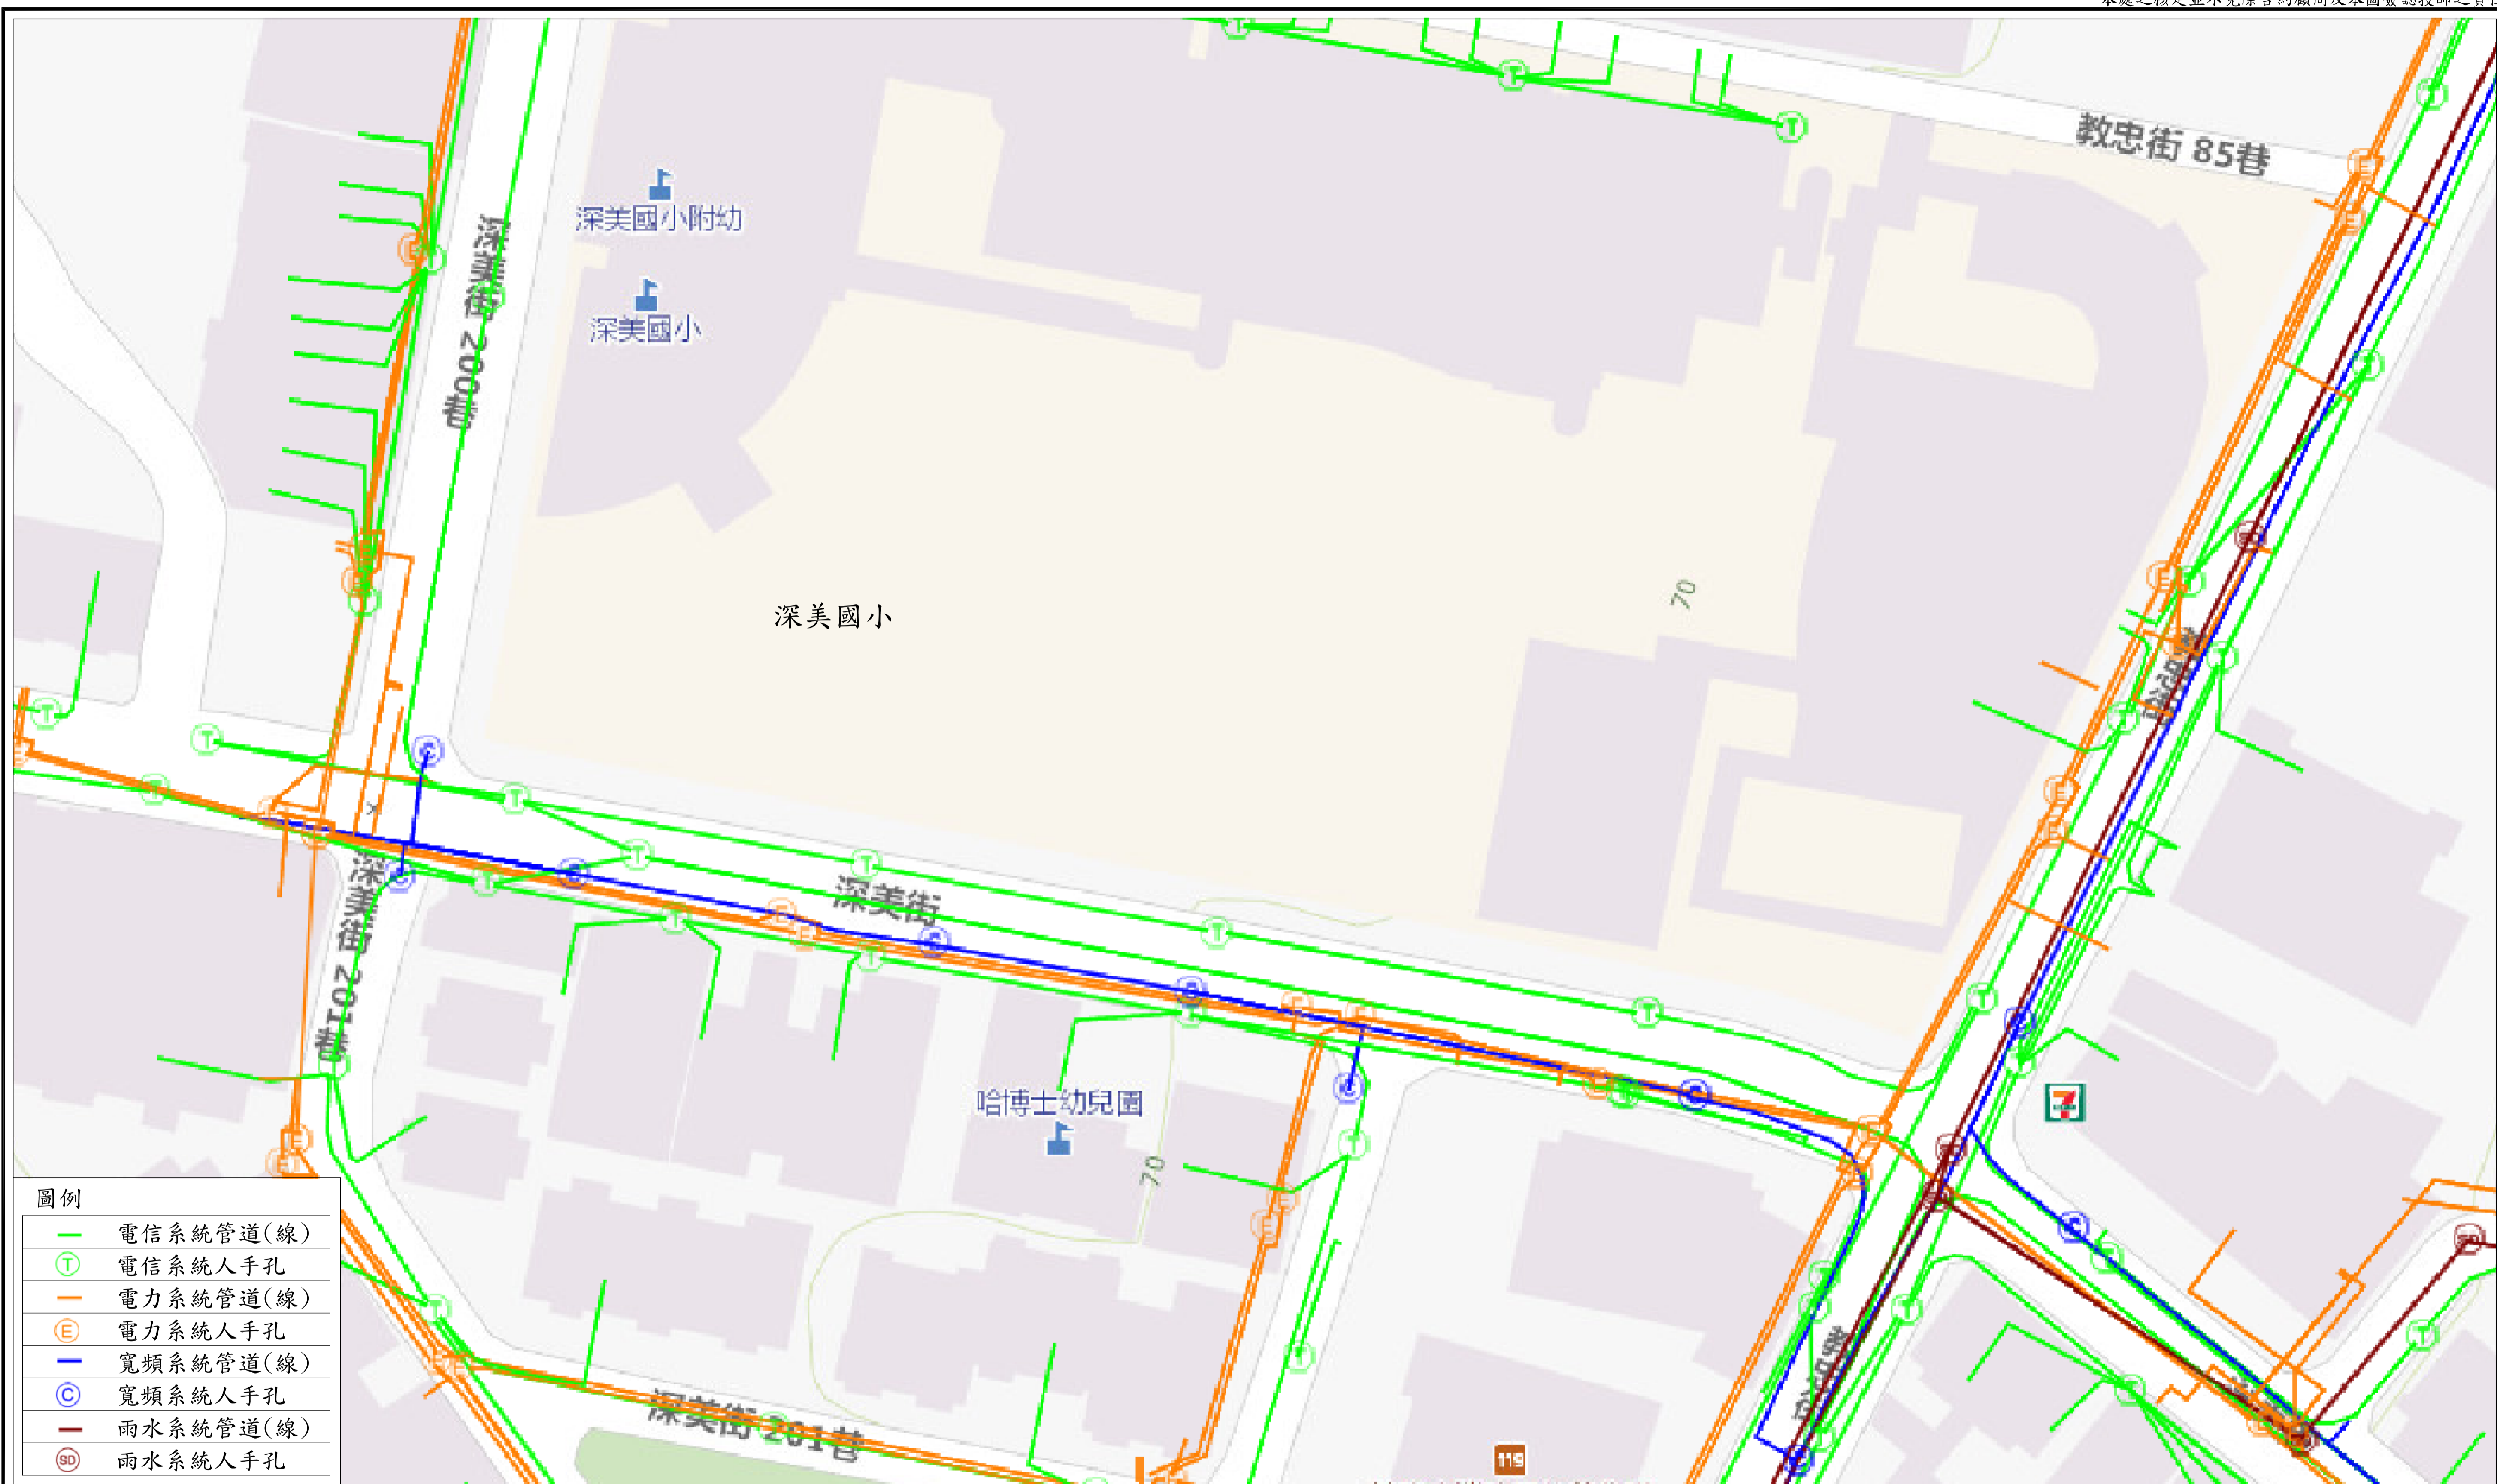 教忠街 85巷
深美國小附幼
深美街 200巷
深美國小
深美國小
70
深美街
深美街 201巷
哈博士幼兒園
70
7
深美街 201巷
119
圖例
電信系統管道(線)
T 電信系統人手孔
電力系統管道(線)
E 電力系統人手孔
寬頻系統管道(線)
C 寬頻系統人手孔
雨水系統管道(線)
SD 雨水系統人手孔